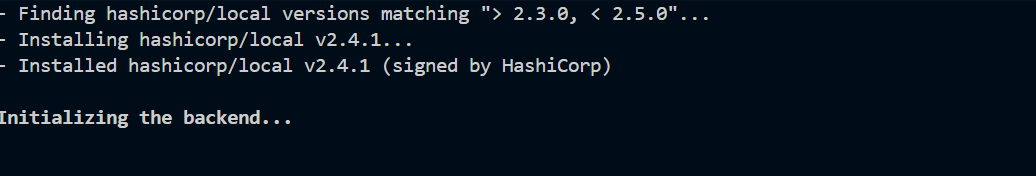 - Finding hashicorp/local versions matching "> 2.3.0, < 2.5.0"...
- Installing hashicorp/local v2.4.1...
- Installed hashicorp/local v2.4.1 (signed by HashiCorp)
Initializing the backend...